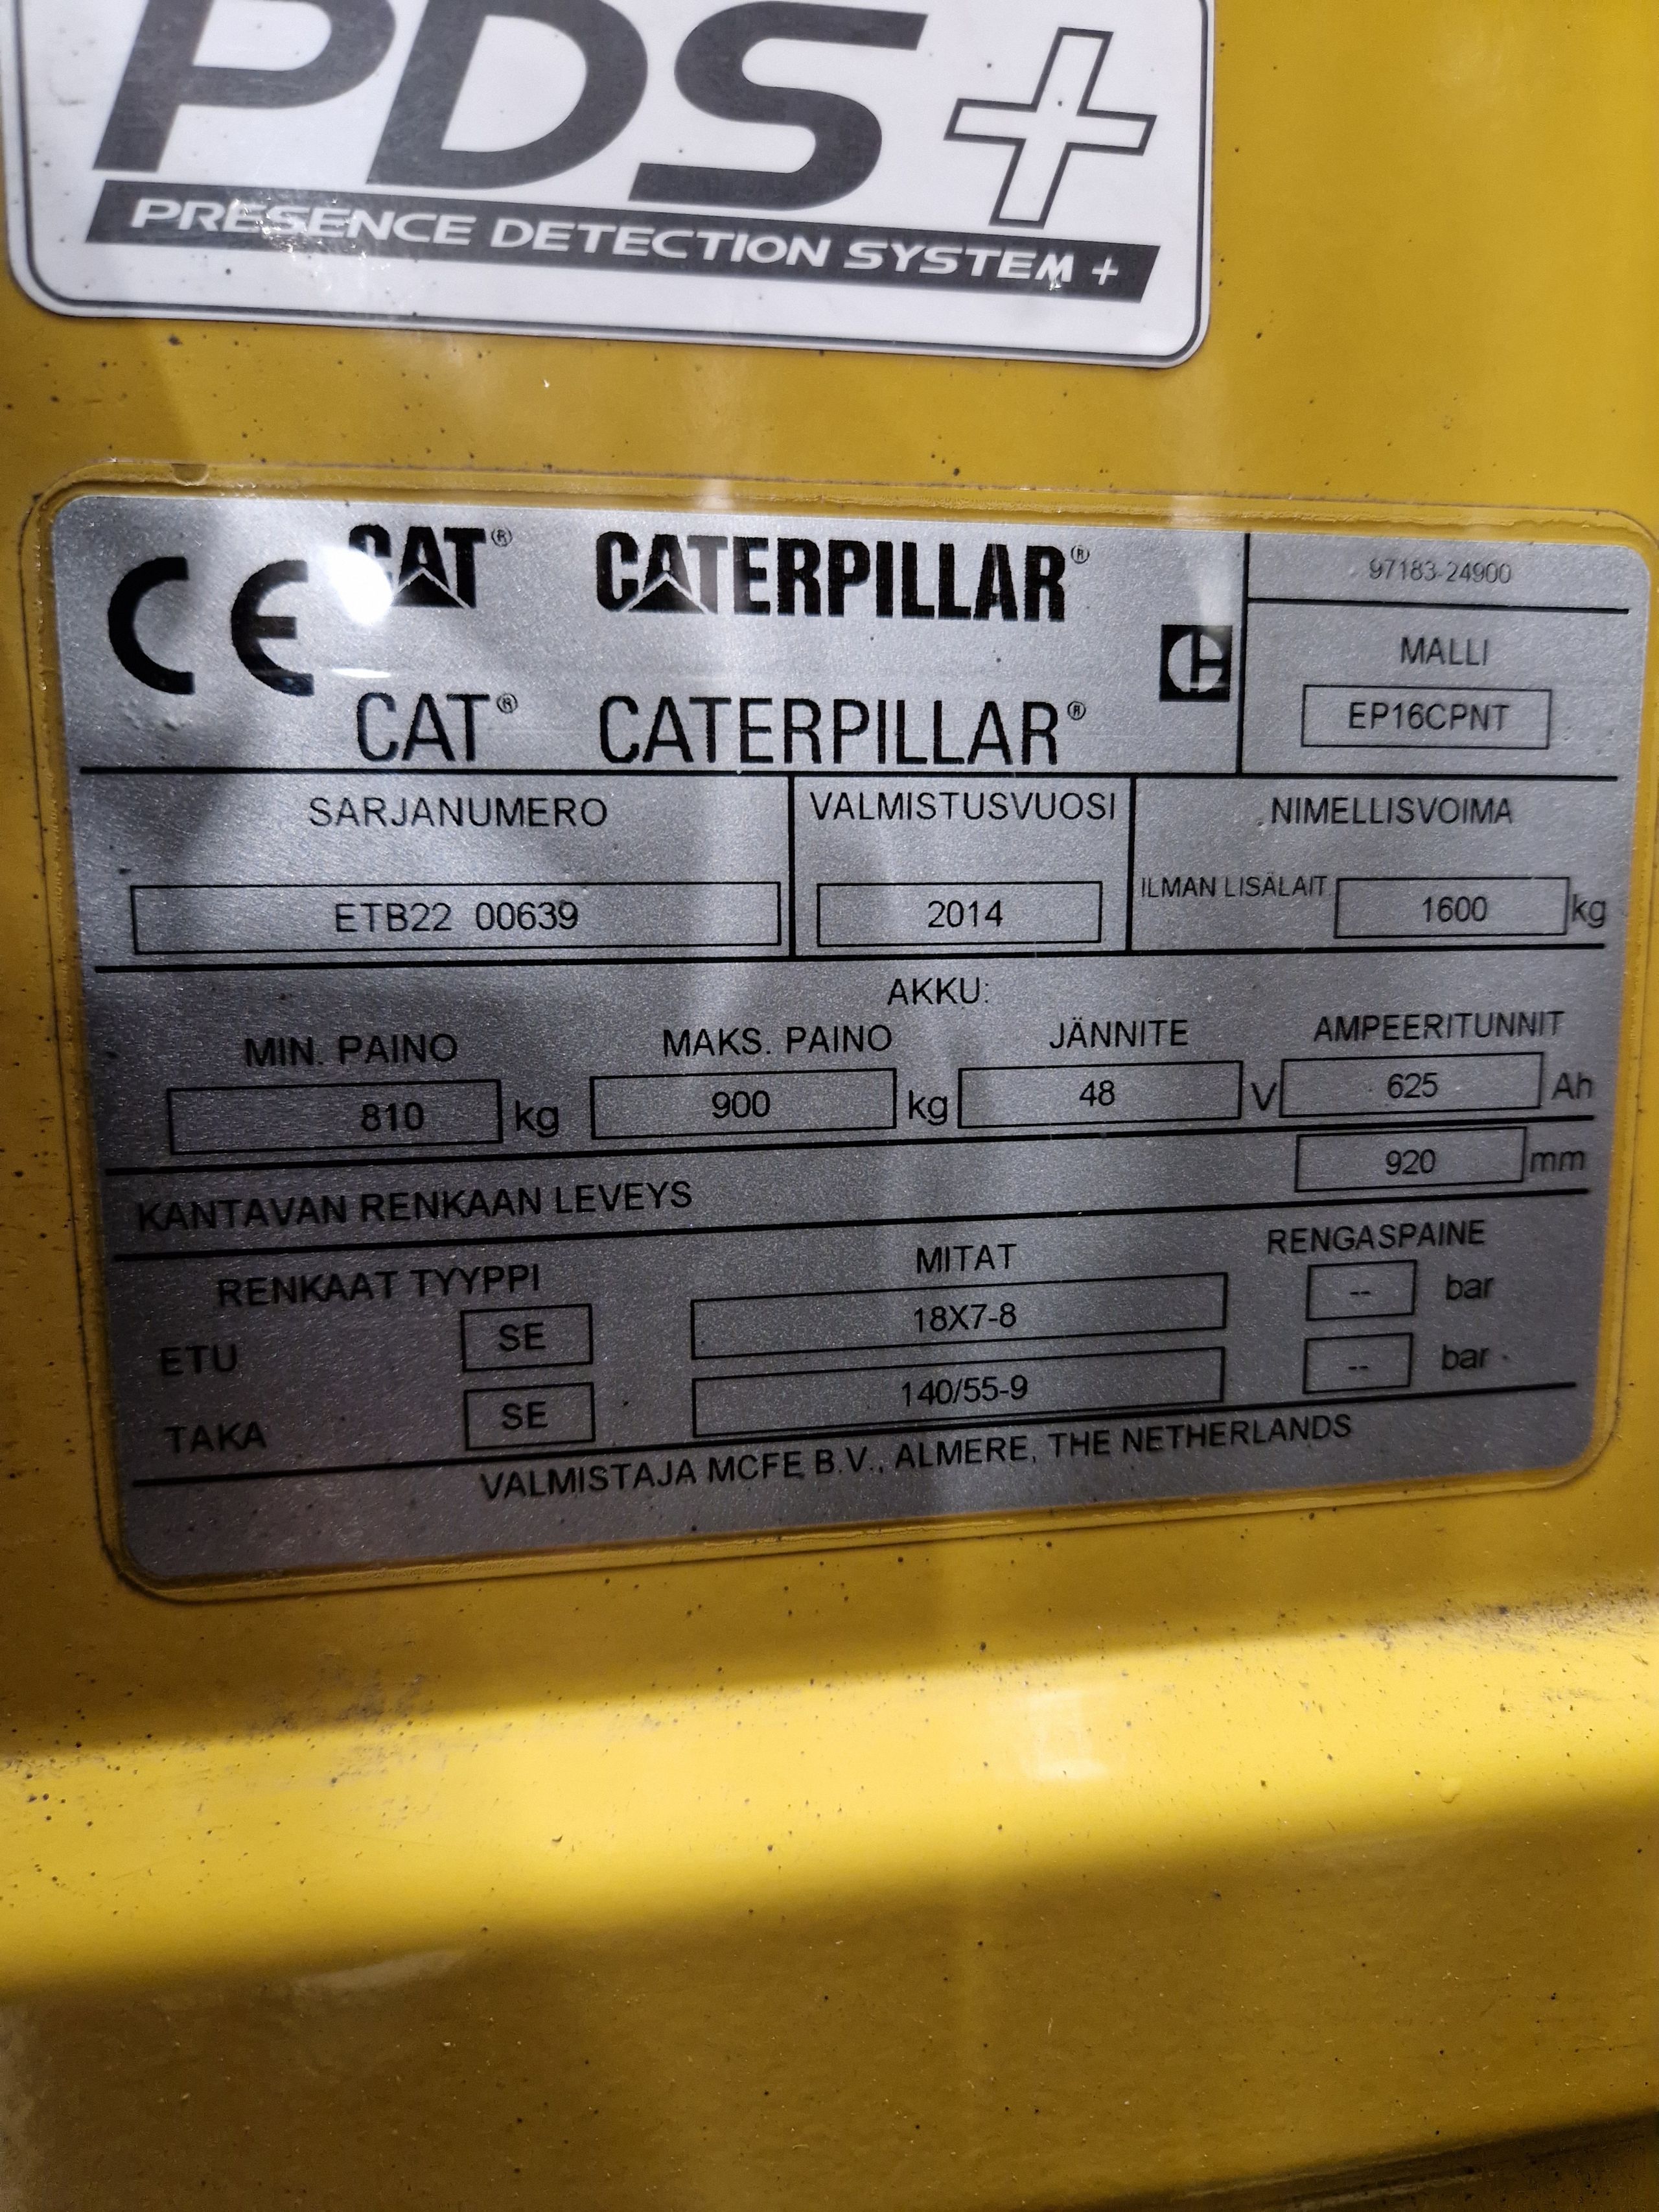 PDS+
PRESENCE DETECTION SYSTEM +
CE CAT® CATERPILLAR®
97183-24900
CAT® CATERPILLAR®
MALLI
EP16CPNT
SARJANUMERO VALMISTUSVUOSI NIMELLISVOIMA
ETB22 00639 2014 ILMAN LISÄLAIT. 1600 kg
AKKU:
MIN. PAINO MAKS. PAINO JÄNNITE AMPEERITUNNIT
810 kg 900 kg 48 V 625 Ah
KANTAVAN RENKAAN LEVEYS 920 mm
RENKAAT TYYPPI MITAT RENGASPAINE
ETU SE 18X7-8 -- bar
TAKA SE 140/55-9 -- bar
VALMISTAJA MCFE B.V., ALMERE, THE NETHERLANDS